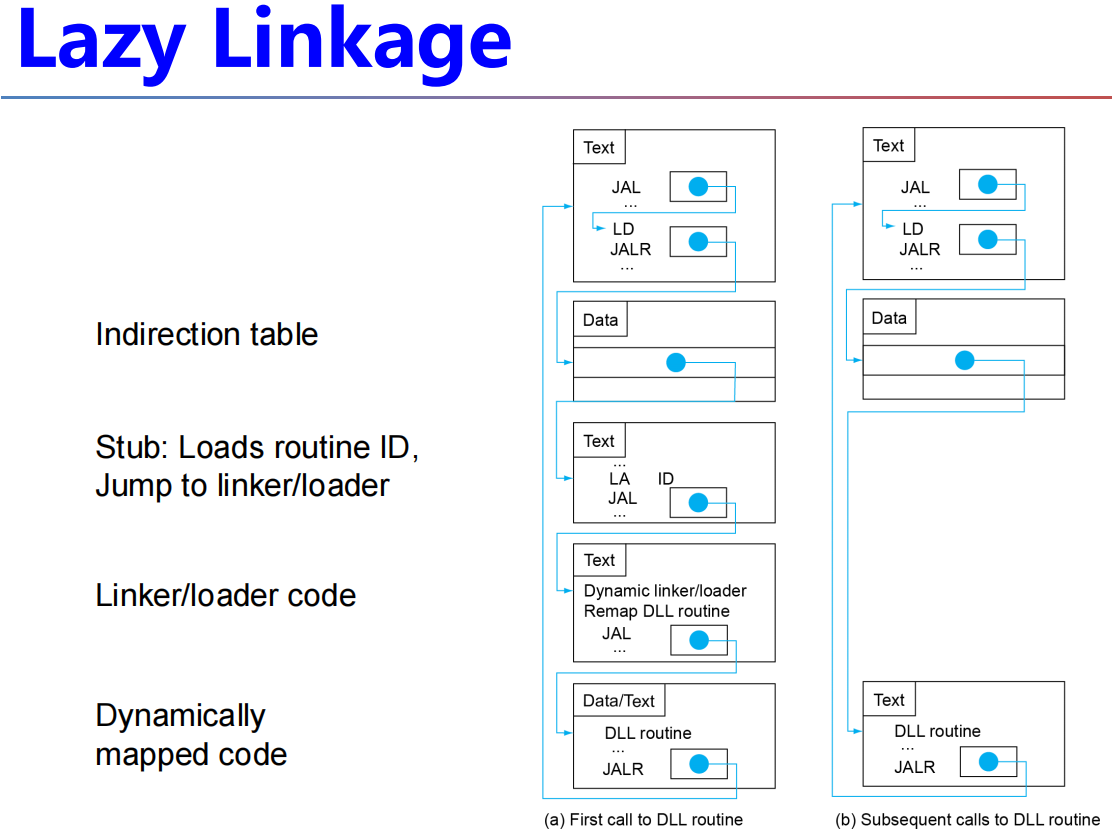 Lazy Linkage
Indirection table
Stub: Loads routine ID,
Jump to linker/loader
Linker/loader code
Dynamically
mapped code
Text
JAL
...
LD
JALR
...
Data
Text
...
LA ID
JAL
...
Text
Dynamic linker/loader
Remap DLL routine
JAL
...
Data/Text
DLL routine
...
JALR
(a) First call to DLL routine
Text
JAL
...
LD
JALR
...
Data
Text
DLL routine
...
JALR
(b) Subsequent calls to DLL routine